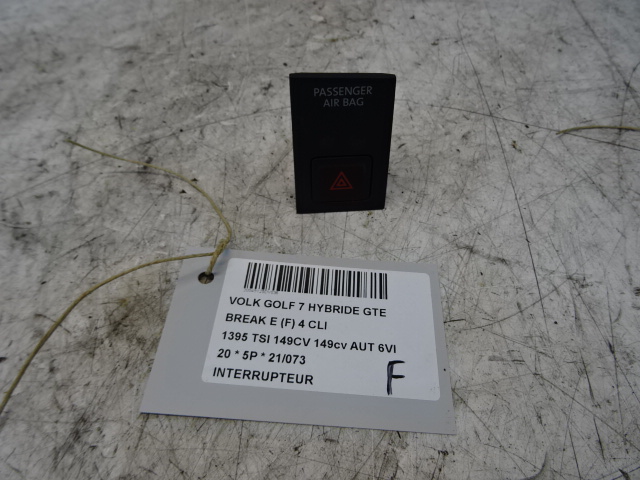 PASSENGER
AIR BAG
VOLK GOLF 7 HYBRIDE GTE
BREAK E (F) 4 CLI
1395 TSI 149CV 149cv AUT 6VI
20 * 5P * 21/073
INTERRUPTEUR
F